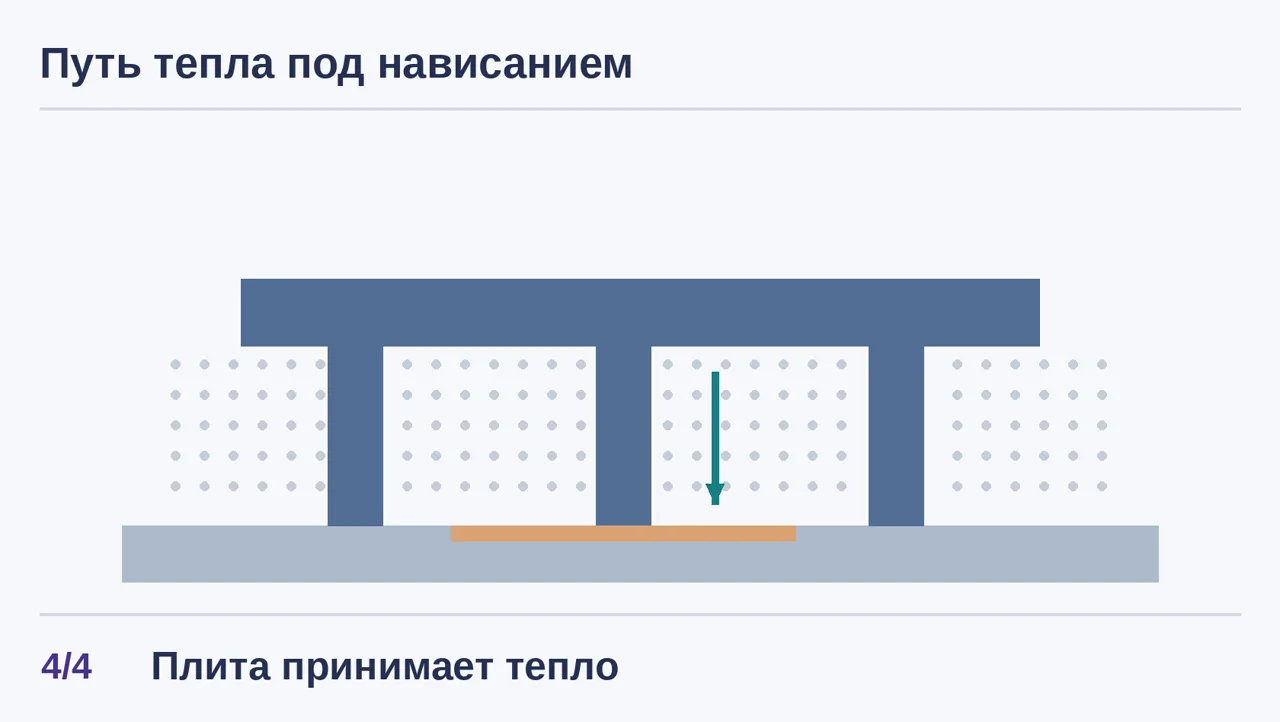 Путь тепла под нависанием
4/4 Плита принимает тепло